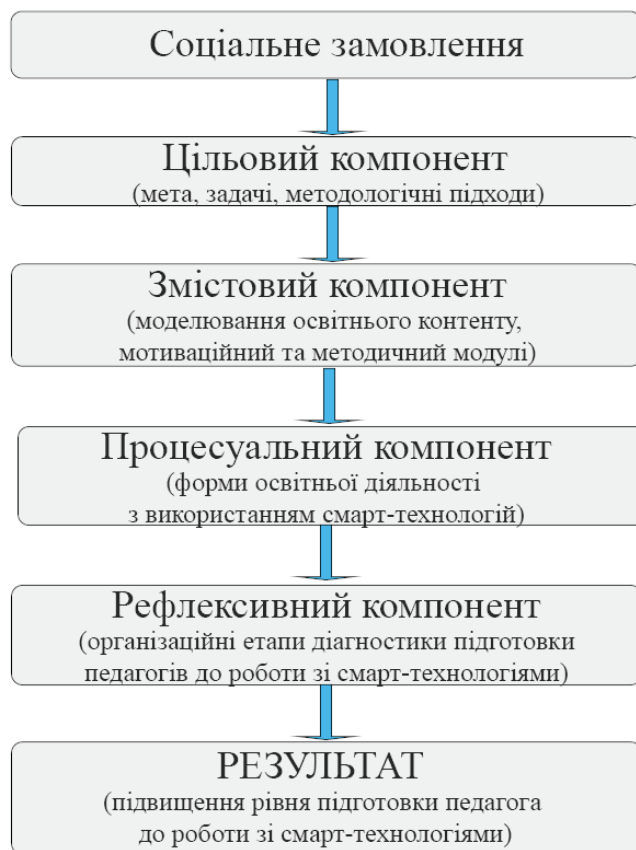 Соціальне замовлення
Цільовий компонент
(мета, задачі, методологічні підходи)
Змістовий компонент
(моделювання освітнього контенту,
мотиваційний та методичний модулі)
Процесуальний компонент
(форми освітньої діяльності
з використанням смарт-технологій)
Рефлексивний компонент
(організаційні етапи діагностики підготовки
педагогів до роботи зі смарт-технологіями)
РЕЗУЛЬТАТ
(підвищення рівня підготовки педагога
до роботи зі смарт-технологіями)